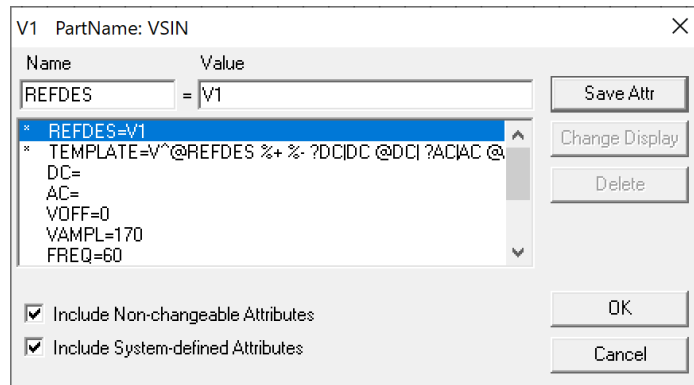 V1 PartName: VSIN
Name Value
REFDES = V1
Save Attr
* REFDES=V1
* TEMPLATE=V^@REFDES %+ %- ?DC|DC @DC| ?AC|AC @
DC=
AC=
VOFF=0
VAMPL=170
FREQ=60
Change Display
Delete
Include Non-changeable Attributes
Include System-defined Attributes
OK
Cancel